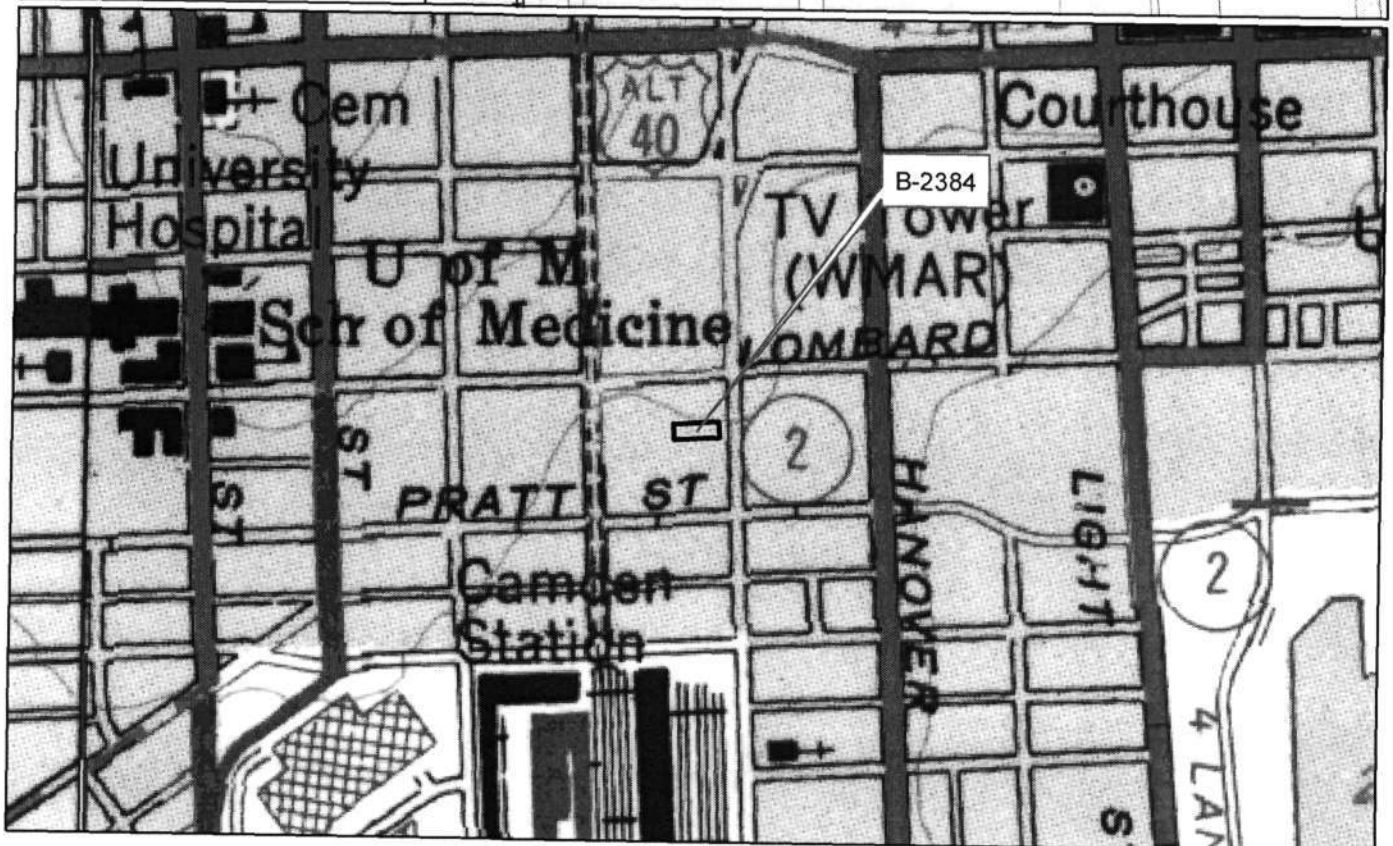 ALT
40
Cem
Courthouse
University
Hospital
B-2384
TV Tower
(WMAR)
U of M
Sch of Medicine
LOMBARD
2
ST
ST
PRATT ST
HANOVER
LIGHT
2
Camden
Station
4 LAN